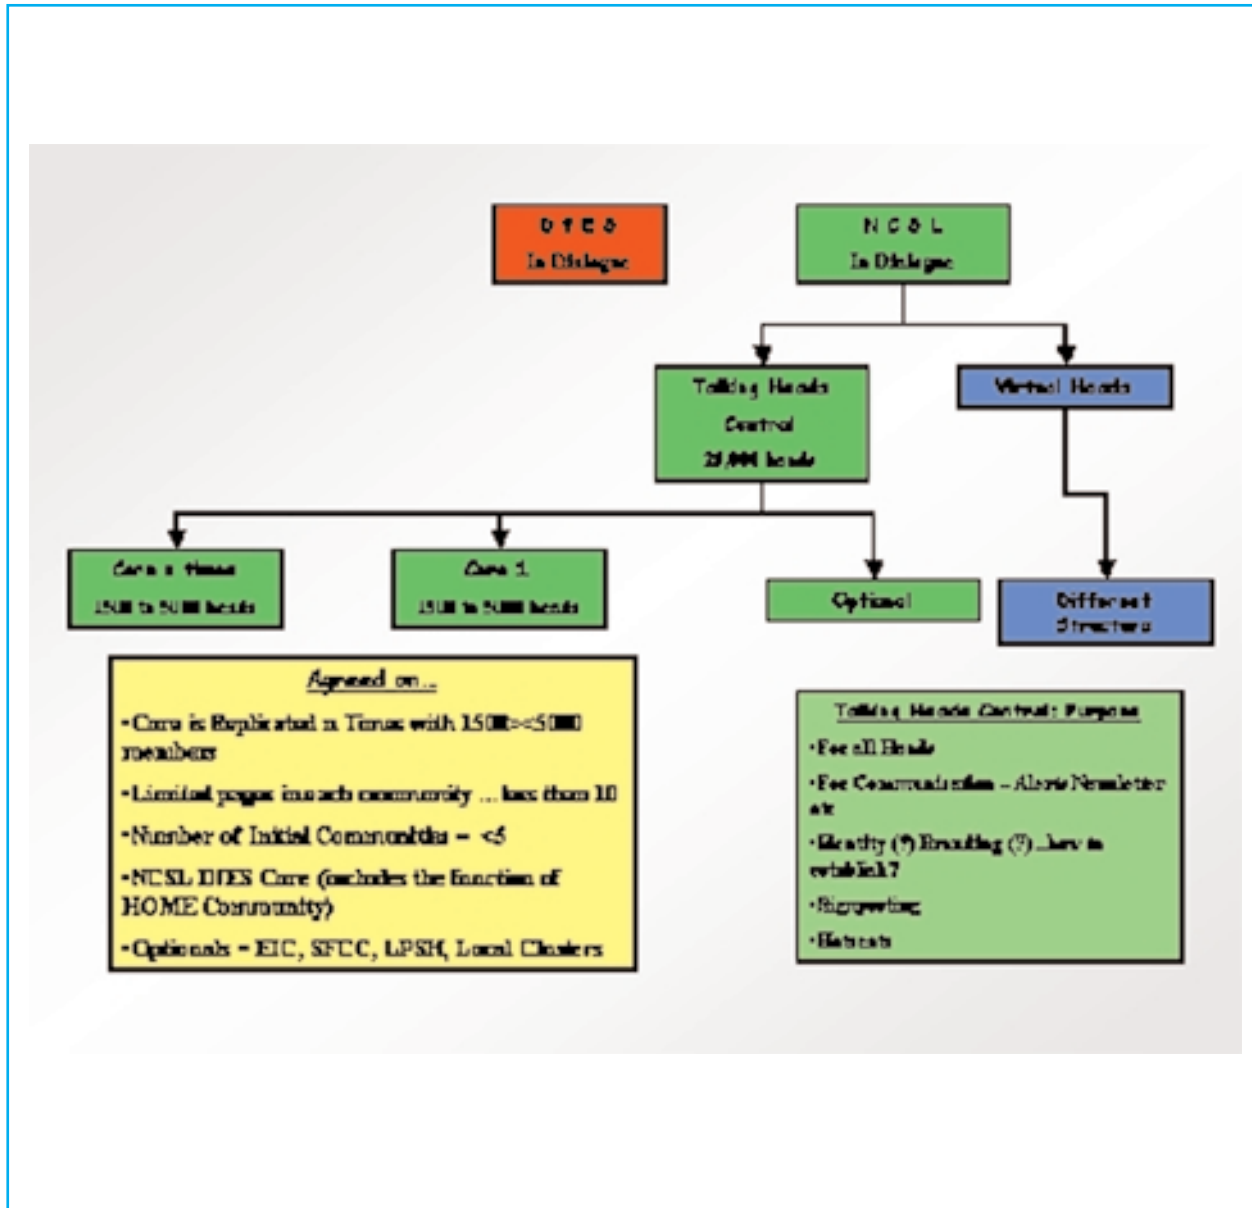 D f E S
In Dialogue
N C S L
In Dialogue
Talking Heads
Central
heads
Virtual Heads
Core n times
1500 to 5000 heads
Core 1
1500 to 5000 heads
Optional
Different
Structure
Agreed on...
•Core is Replicated n Times with 1500><5000
members
•Limited pages in each community ... less than 10
•Number of Initial Communities = <5
•NCSL DfES Core (includes the function of
HOME Community)
•Optionals = EIC, SFCC, LPSH, Local Clusters
Talking Heads Central: Purpose
•For all Heads
•For Communication – Alerts Newsletter
etc
•Identity (?) Branding (?)...how to
establish?
•Signposting
•Hotseats